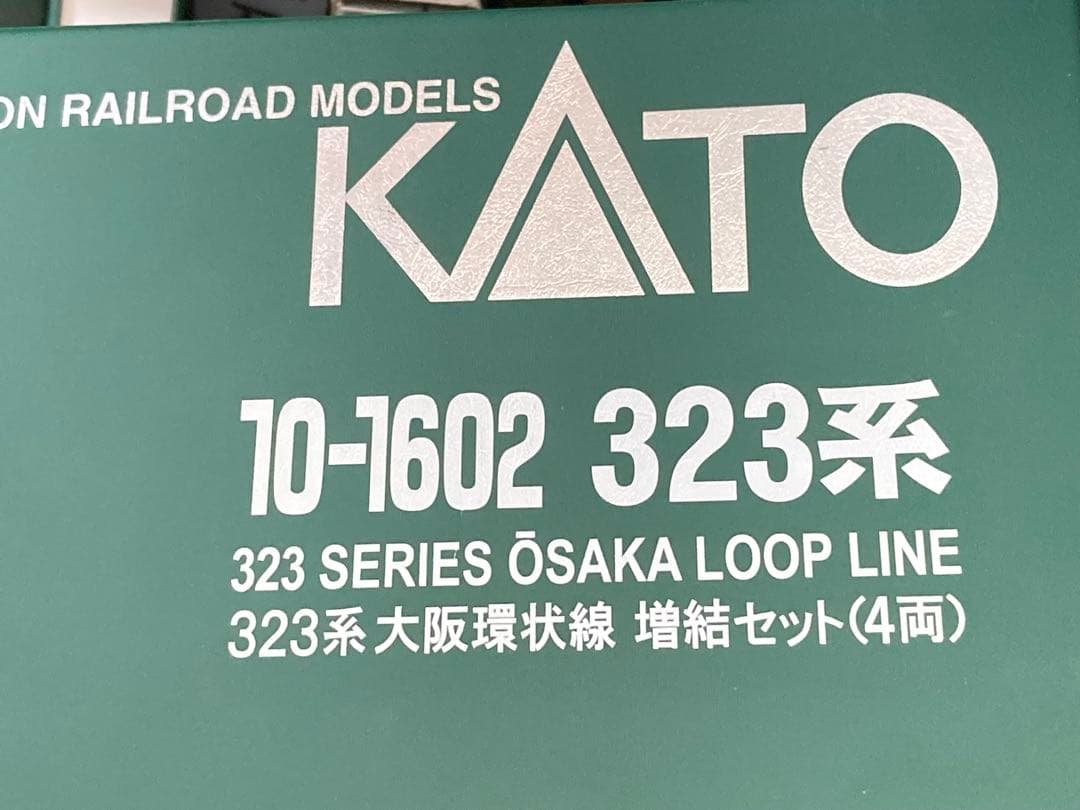 RAILROAD MODELS
KATO
10-1602 323系
323 SERIES ŌSAKA LOOP LINE
323系 大阪環状線 増結セット(4両)